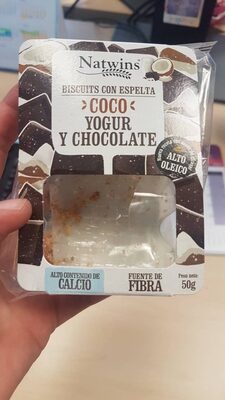 Natwins
BISCUITS CON ESPELTA
COCO
YOGUR
Y CHOCOLATE
ALTO
OLEICO
ALTO CONTENIDO DE
CALCIO
FUENTE DE
FIBRA
Peso neto:
50g